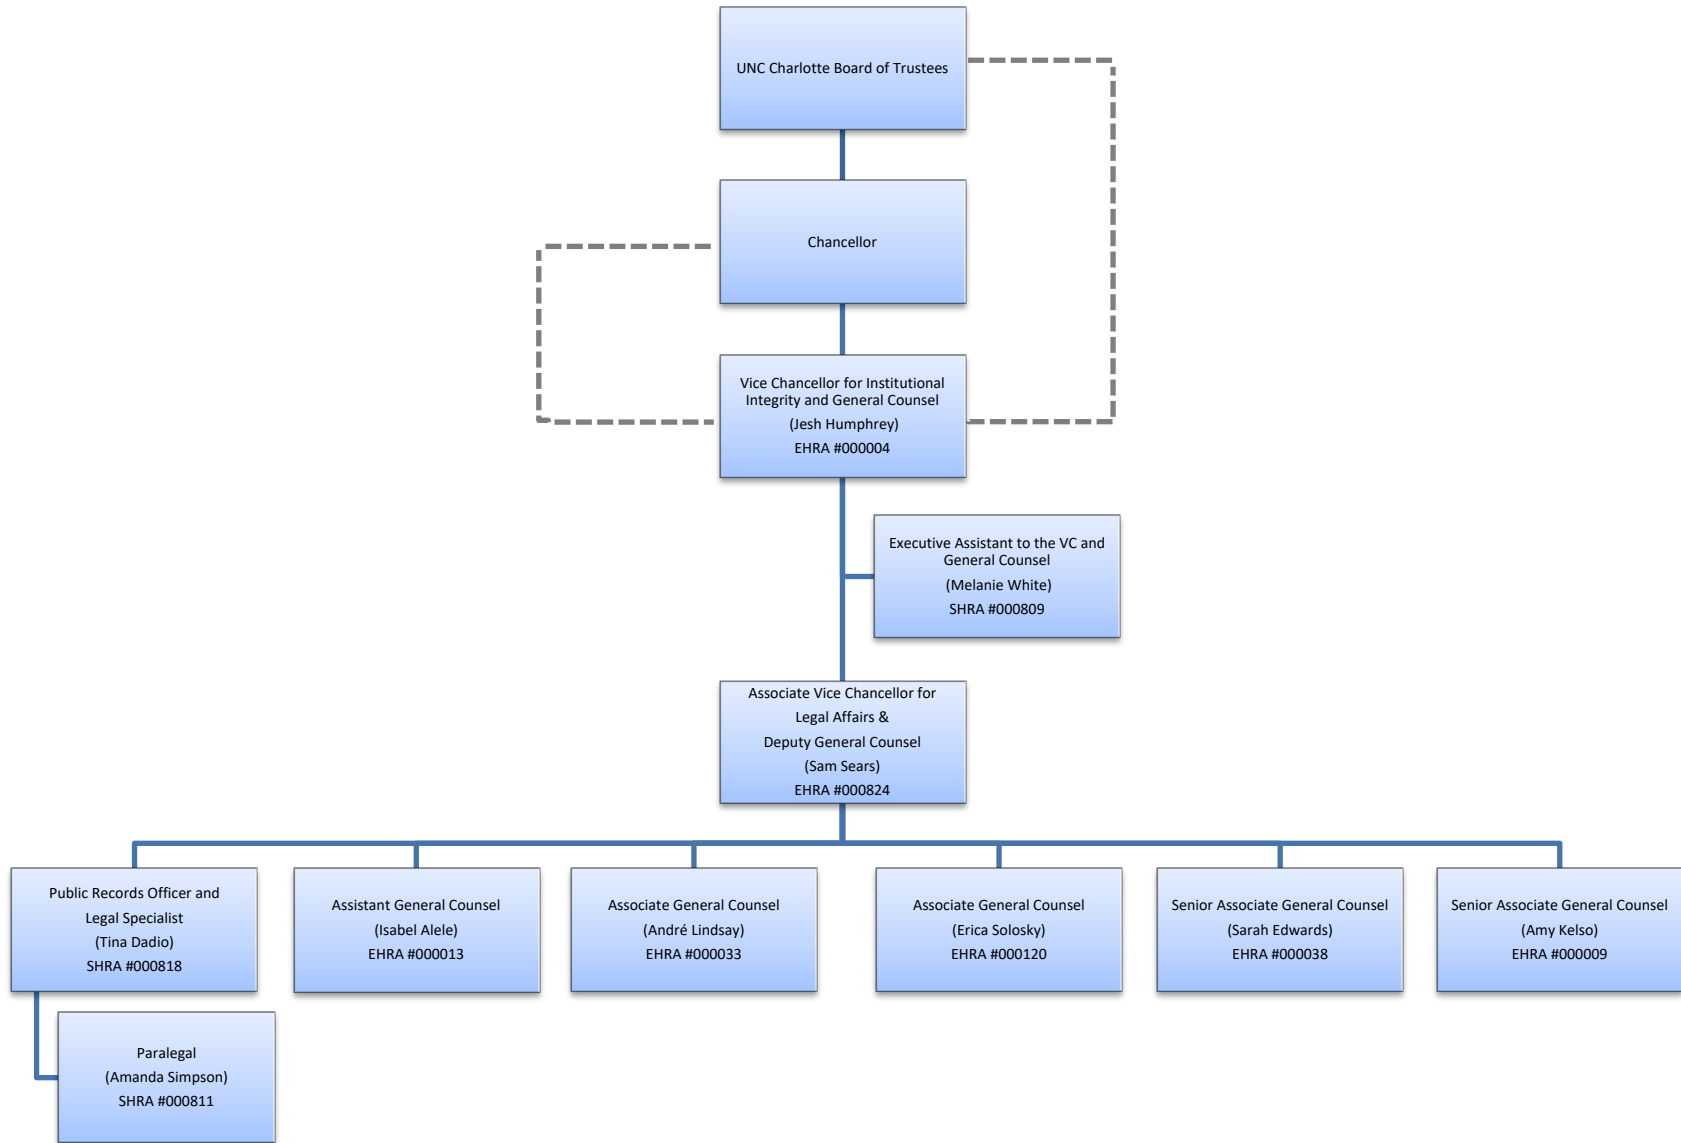 UNC Charlotte Board of Trustees
Chancellor
Vice Chancellor for Institutional
Integrity and General Counsel
(Jesh Humphrey)
EHRA #000004
Executive Assistant to the VC and
General Counsel
(Melanie White)
SHRA #000809
Associate Vice Chancellor for
Legal Affairs &
Deputy General Counsel
(Sam Sears)
EHRA #000824
Public Records Officer and
Legal Specialist
(Tina Dadio)
SHRA #000818
Assistant General Counsel
(Isabel Alele)
EHRA #000013
Associate General Counsel
(André Lindsay)
EHRA #000033
Associate General Counsel
(Erica Solosky)
EHRA #000120
Senior Associate General Counsel
(Sarah Edwards)
EHRA #000038
Senior Associate General Counsel
(Amy Kelso)
EHRA #000009
Paralegal
(Amanda Simpson)
SHRA #000811